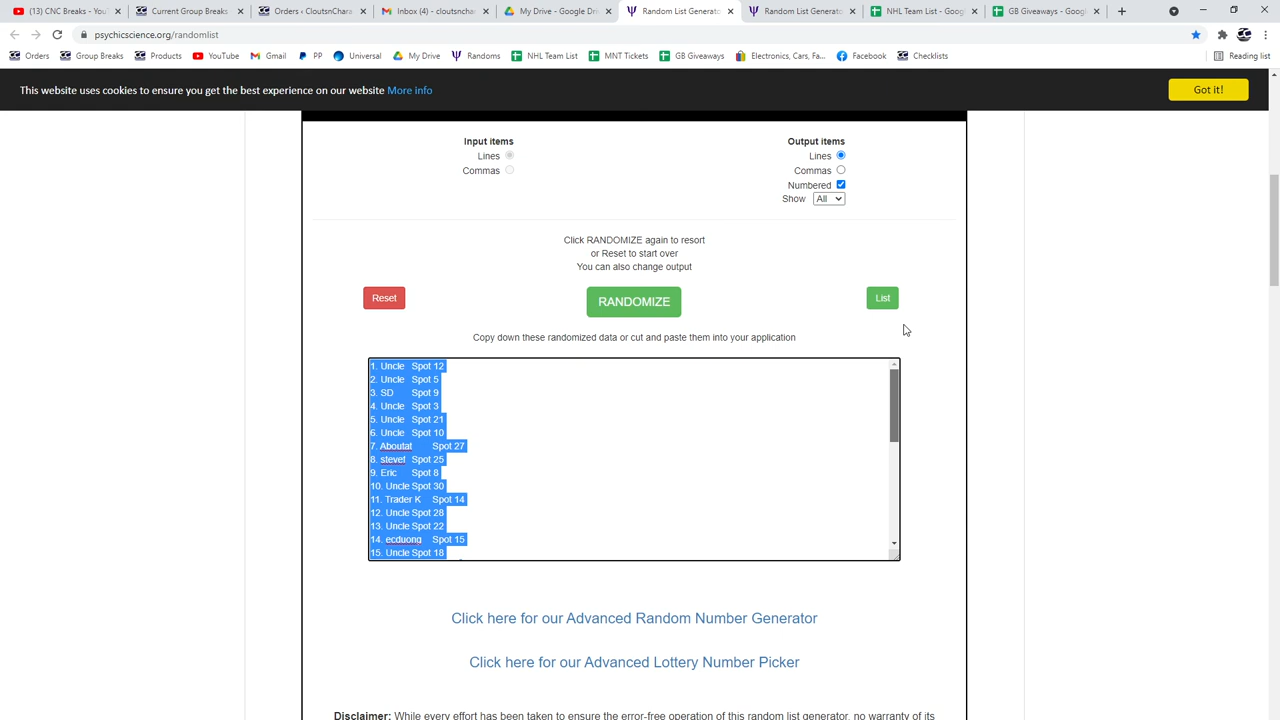 (13) CNC Breaks - You
Current Group Breaks
Orders < CloutsnChara
Inbox (4) - cloutsnchar
My Drive - Google Dri
Random List Generato
Random List Generato
NHL Team List - Goog
GB Giveaways - Googl
psychicscience.org/randomlist
Orders Group Breaks Products YouTube Gmail PP Universal My Drive Randoms NHL Team List MNT Tickets GB Giveaways Electronics, Cars, Fa... Facebook Checklists Reading list
This website uses cookies to ensure you get the best experience on our website More info Got it!
Input items
Lines
Commas
Output items
Lines
Commas
Numbered
Show All
Click RANDOMIZE again to resort
or Reset to start over
You can also change output
Reset RANDOMIZE List
Copy down these randomized data or cut and paste them into your application
1. Uncle Spot 12
2. Uncle Spot 5
3. SD Spot 9
4. Uncle Spot 3
5. Uncle Spot 21
6. Uncle Spot 10
7. Aboutat Spot 27
8. stevef Spot 25
9. Eric Spot 8
10. Uncle Spot 30
11. Trader K Spot 14
12. Uncle Spot 28
13. Uncle Spot 22
14. ecduong Spot 15
15. Uncle Spot 18
Click here for our Advanced Random Number Generator
Click here for our Advanced Lottery Number Picker
Disclaimer: While every effort has been taken to ensure the error-free operation of this random list generator, no warranty of its